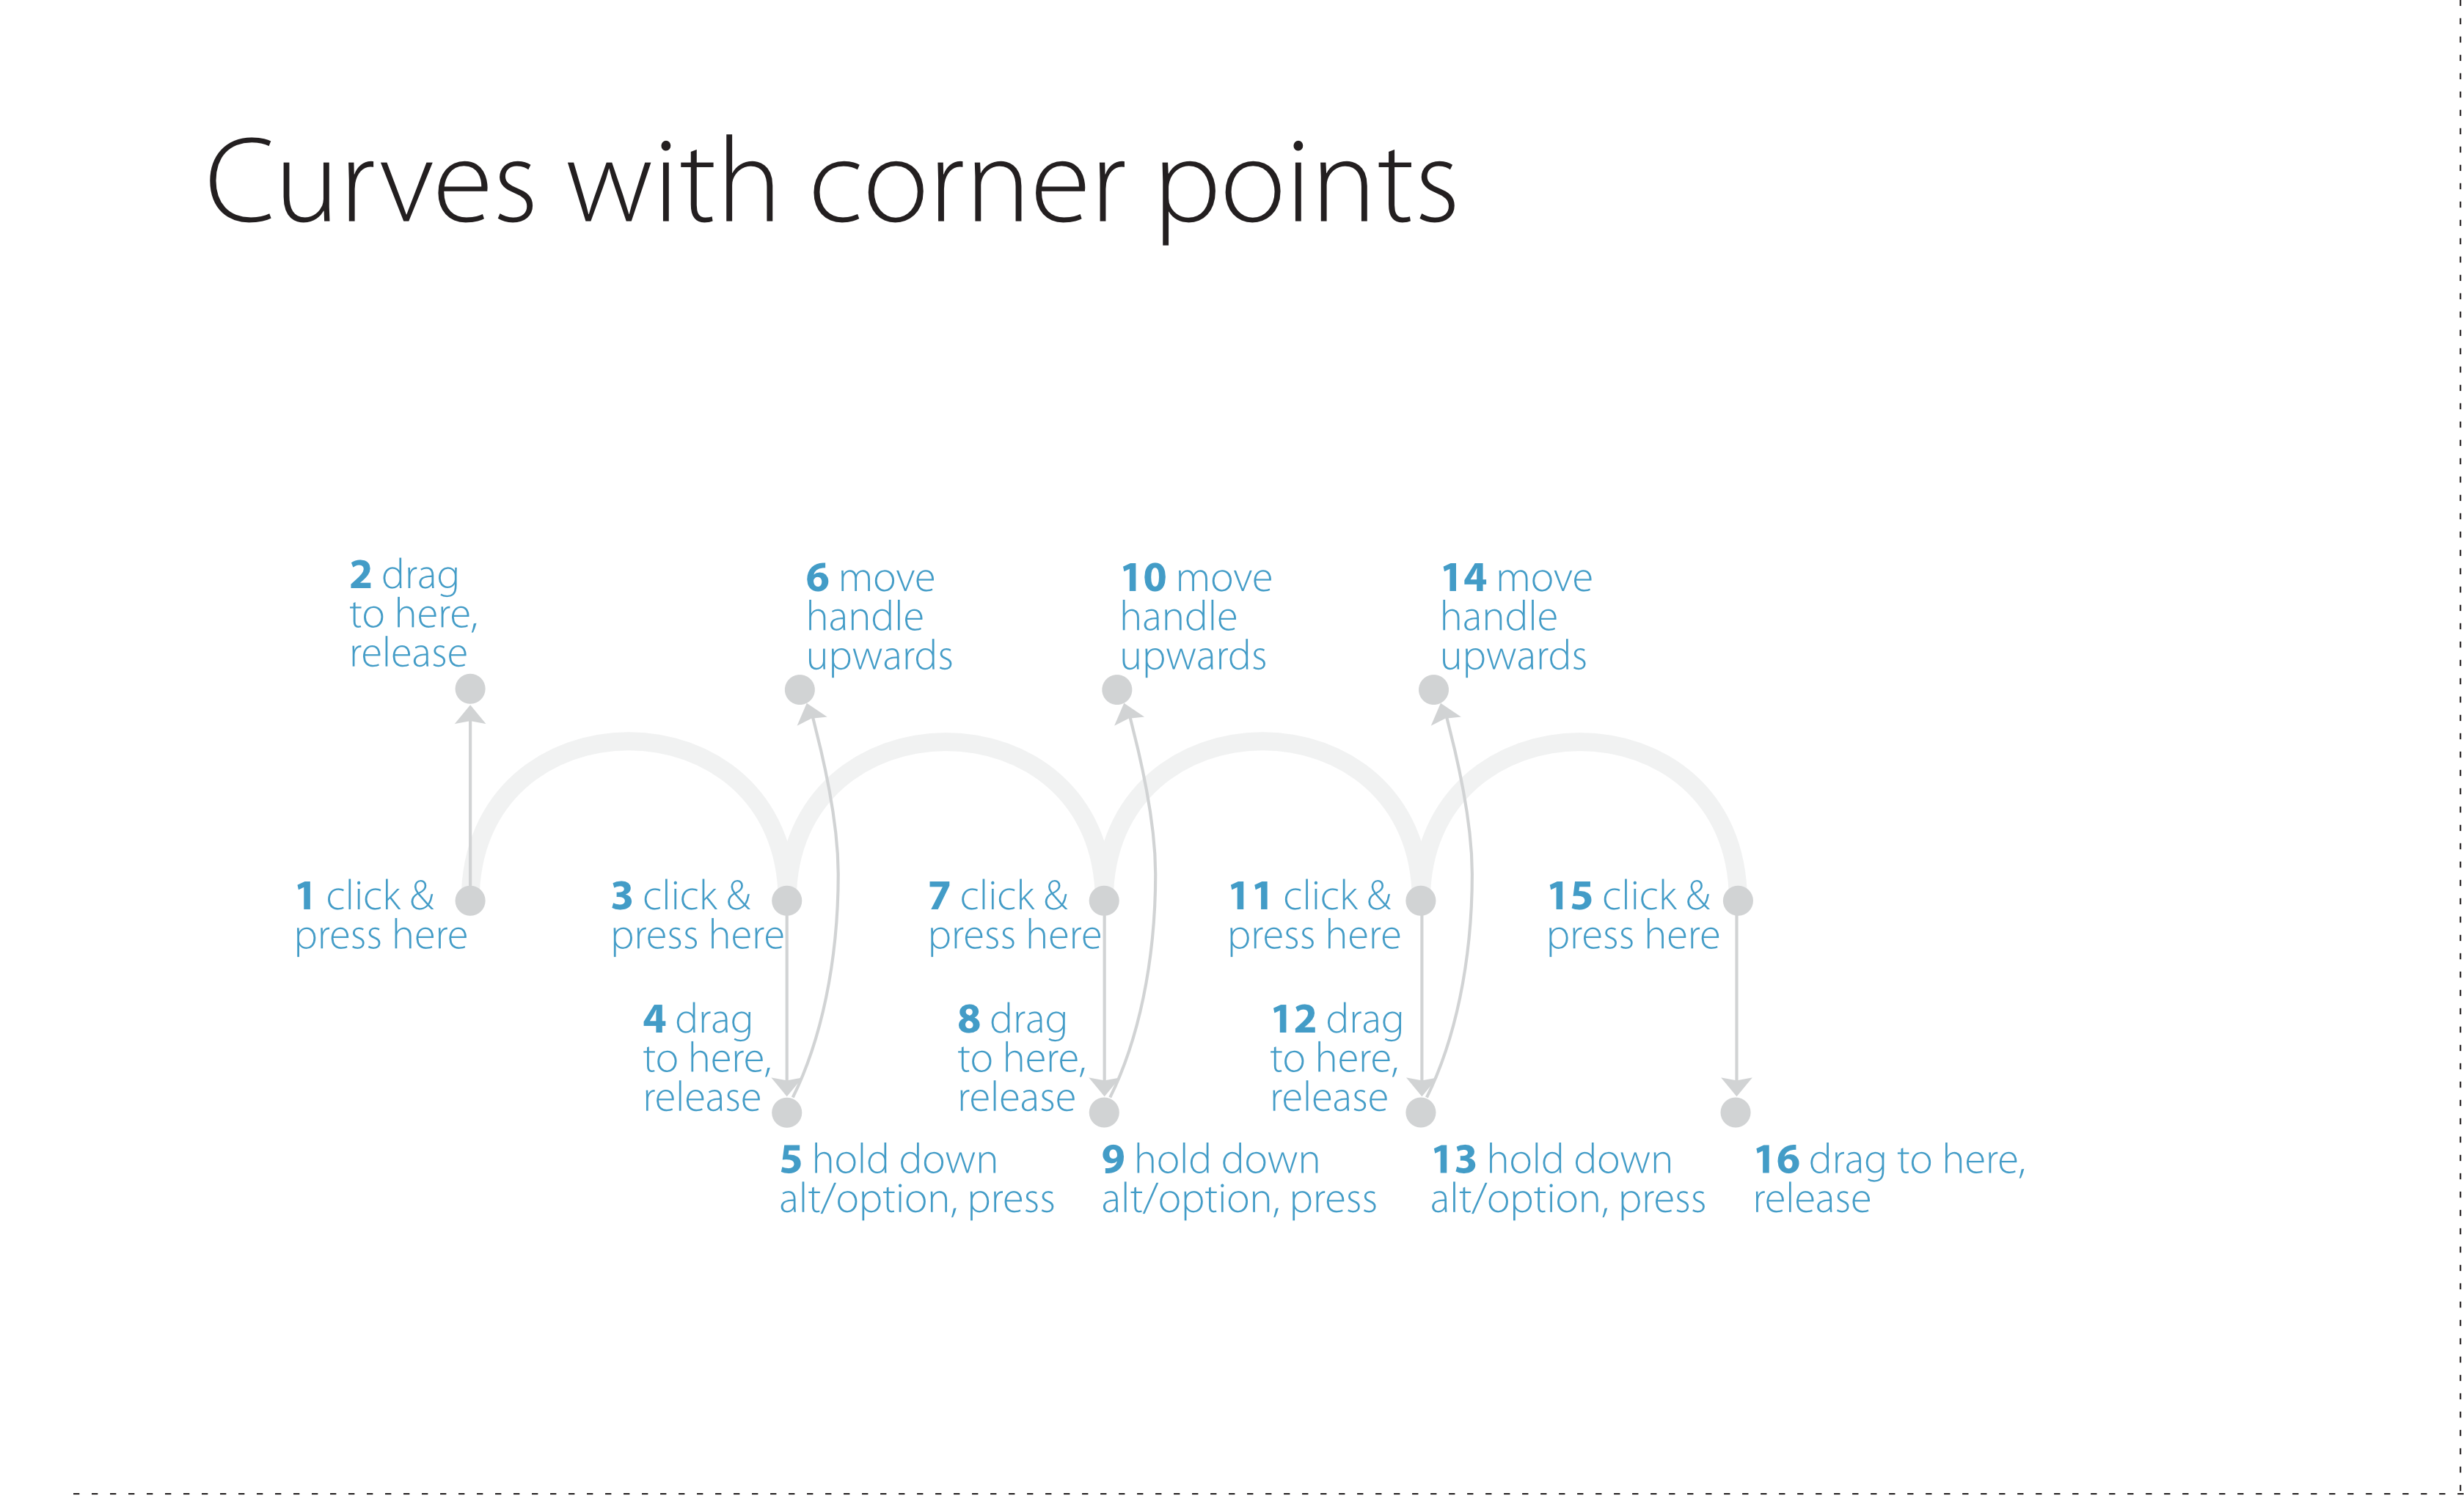 Curves with corner points
2 drag
to here,
release
6 move
handle
upwards
10 move
handle
upwards
14 move
handle
upwards
1 click &
press here
3 click &
press here
7 click &
press here
11 click &
press here
15 click &
press here
4 drag
to here,
release
8 drag
to here,
release
12 drag
to here,
release
5 hold down
alt/option, press
9 hold down
alt/option, press
13 hold down
alt/option, press
16 drag to here,
release